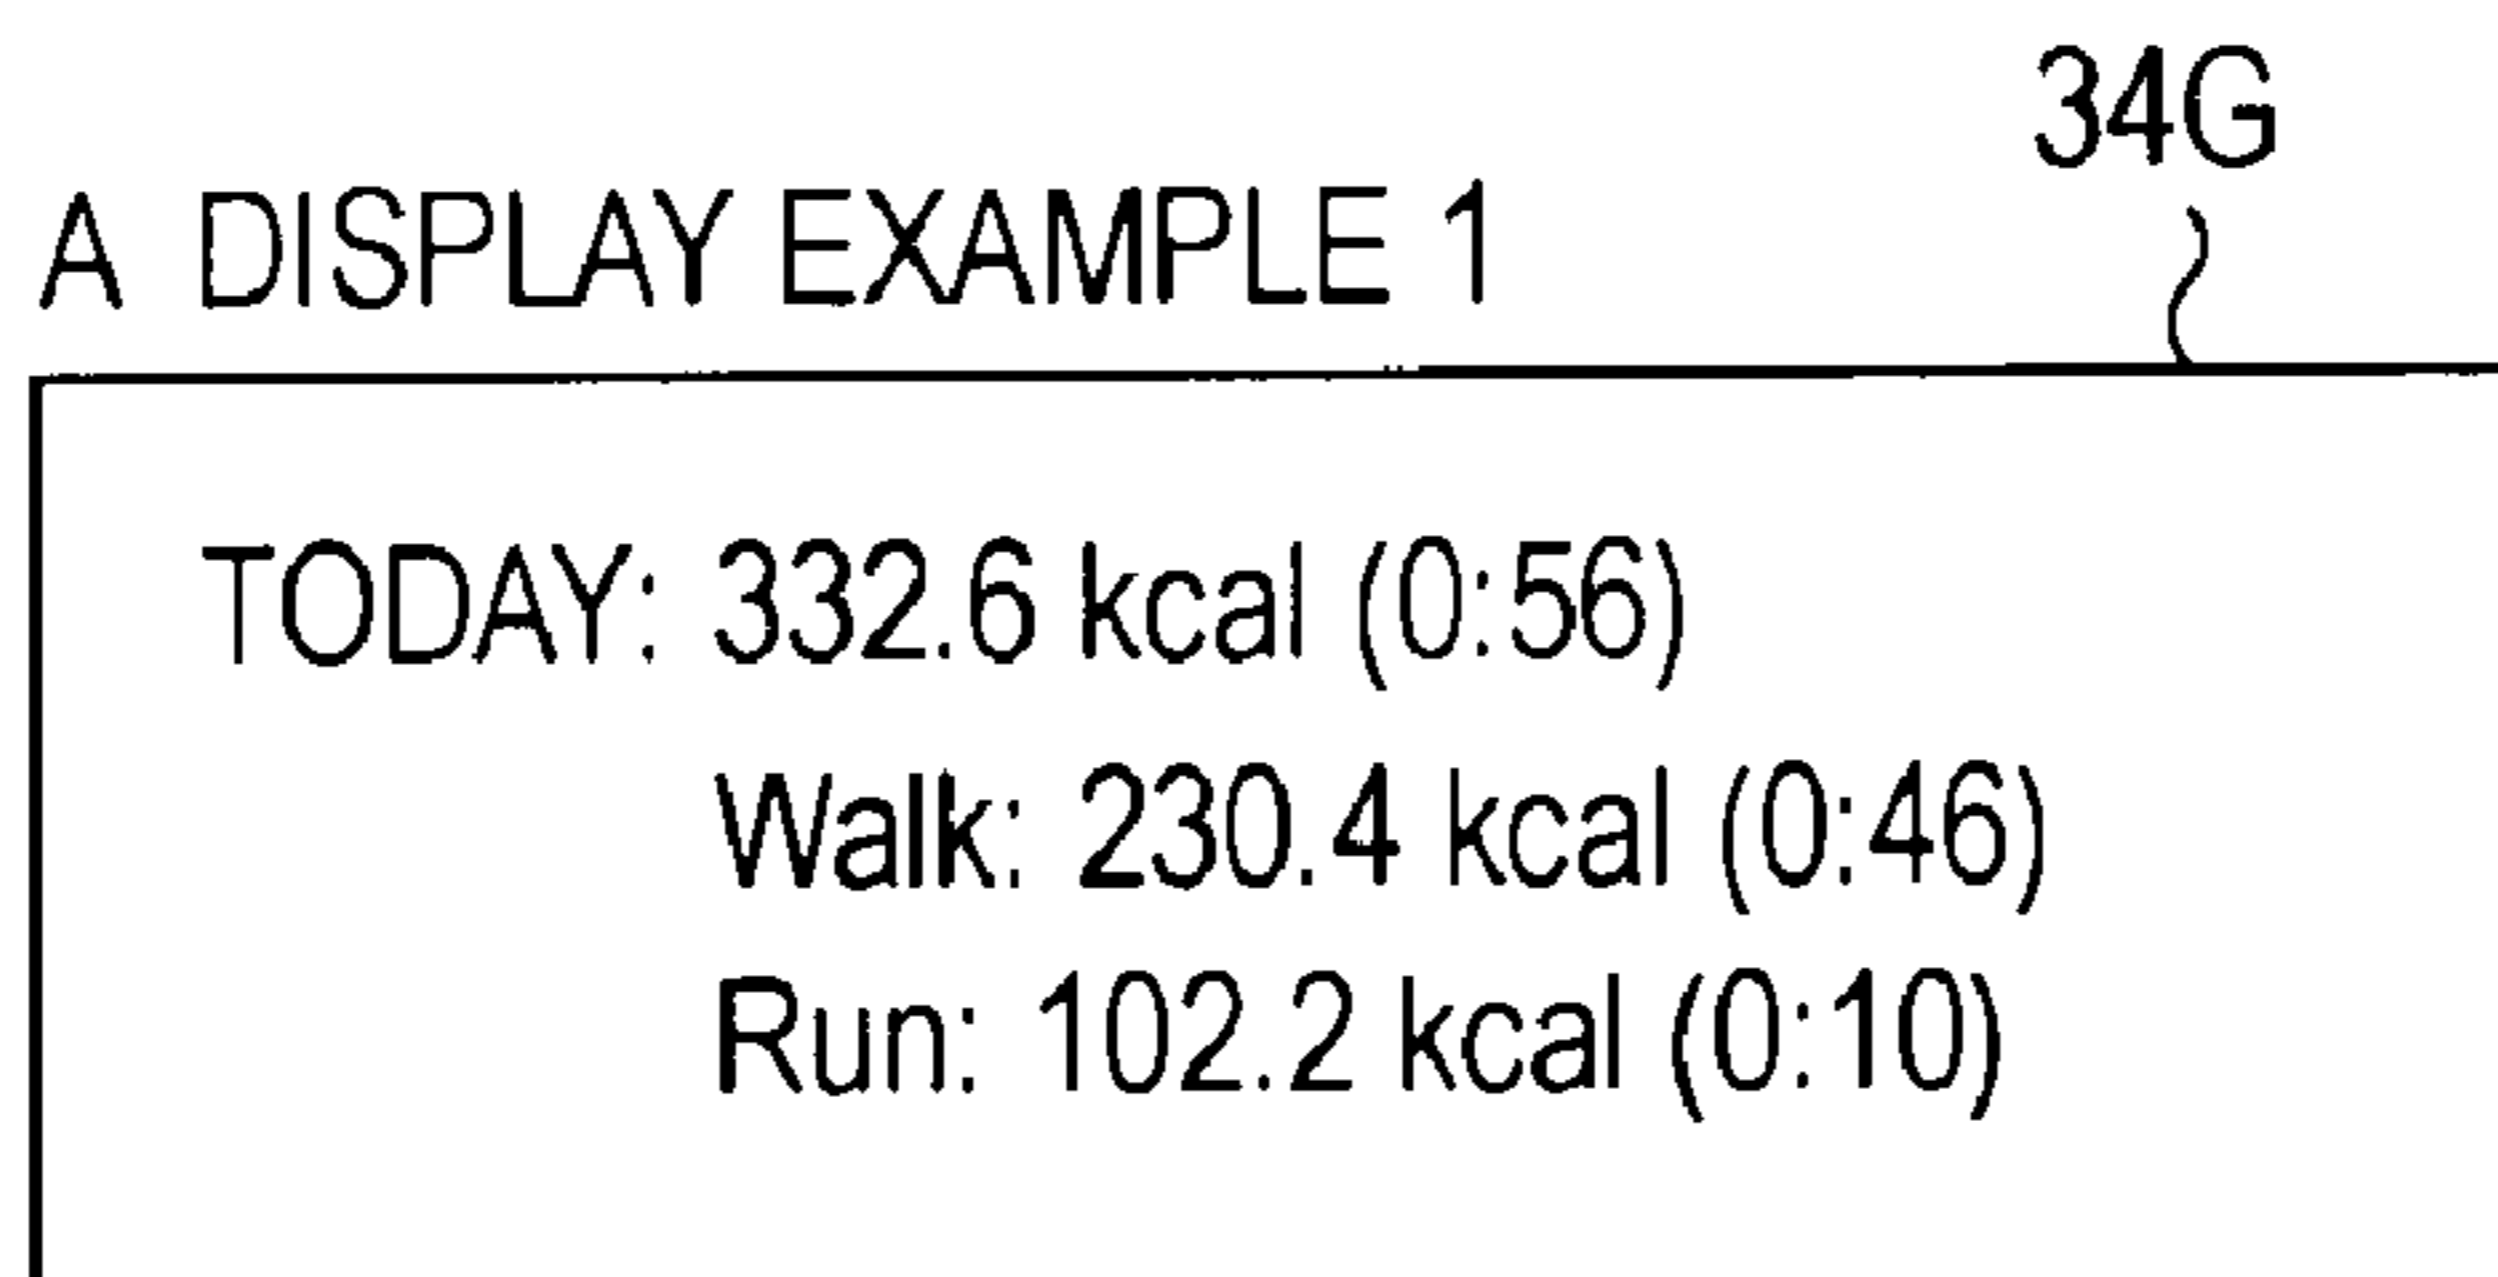 34G
A DISPLAY EXAMPLE 1
TODAY: 332.6 kcal (0:56)
Walk: 230.4 kcal (0:46)
Run: 102.2 kcal (0:10)